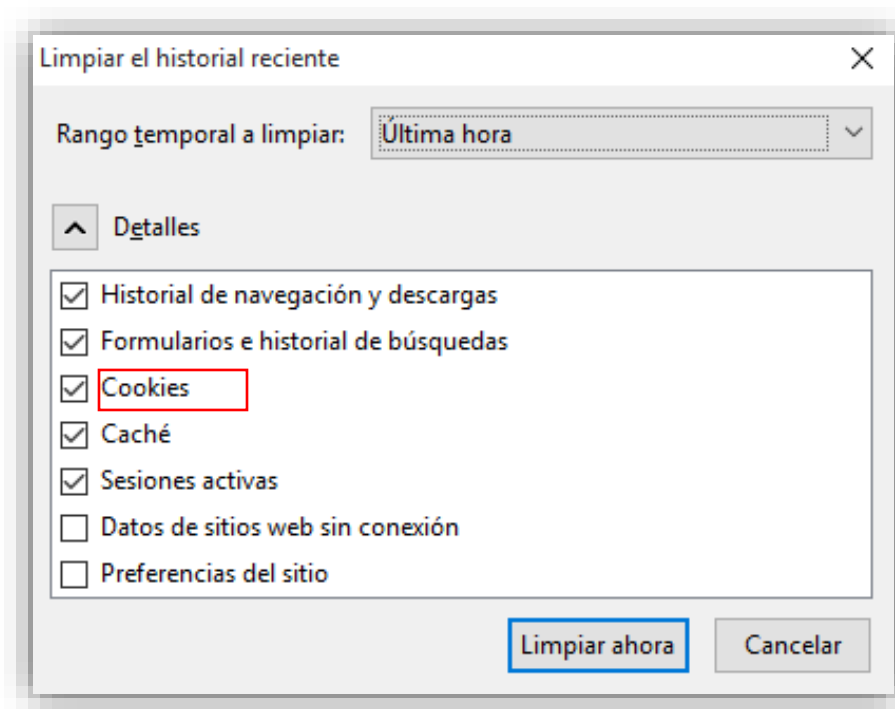 Limpiar el historial reciente
Rango temporal a limpiar: Última hora
Detalles
Historial de navegación y descargas
Formularios e historial de búsquedas
Cookies
Caché
Sesiones activas
Datos de sitios web sin conexión
Preferencias del sitio
Limpiar ahora Cancelar